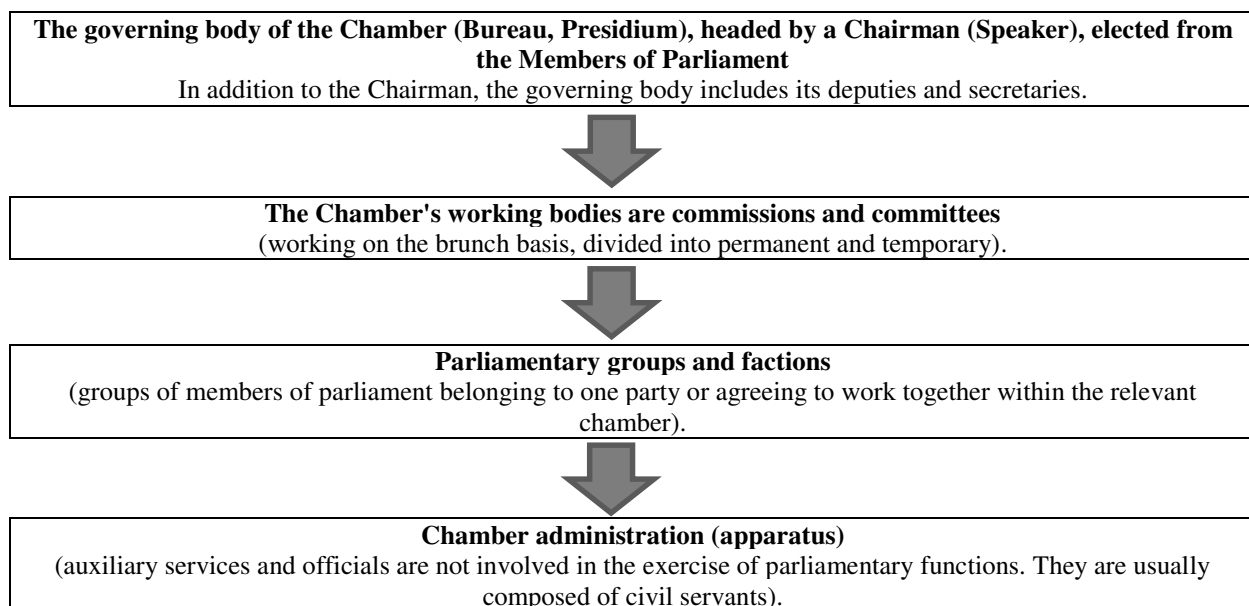 The governing body of the Chamber (Bureau, Presidium), headed by a Chairman (Speaker), elected from
the Members of Parliament
In addition to the Chairman, the governing body includes its deputies and secretaries.
The Chamber's working bodies are commissions and committees
(working on the brunch basis, divided into permanent and temporary).
Parliamentary groups and factions
(groups of members of parliament belonging to one party or agreeing to work together within the relevant
chamber).
Chamber administration (apparatus)
(auxiliary services and officials are not involved in the exercise of parliamentary functions. They are usually
composed of civil servants).